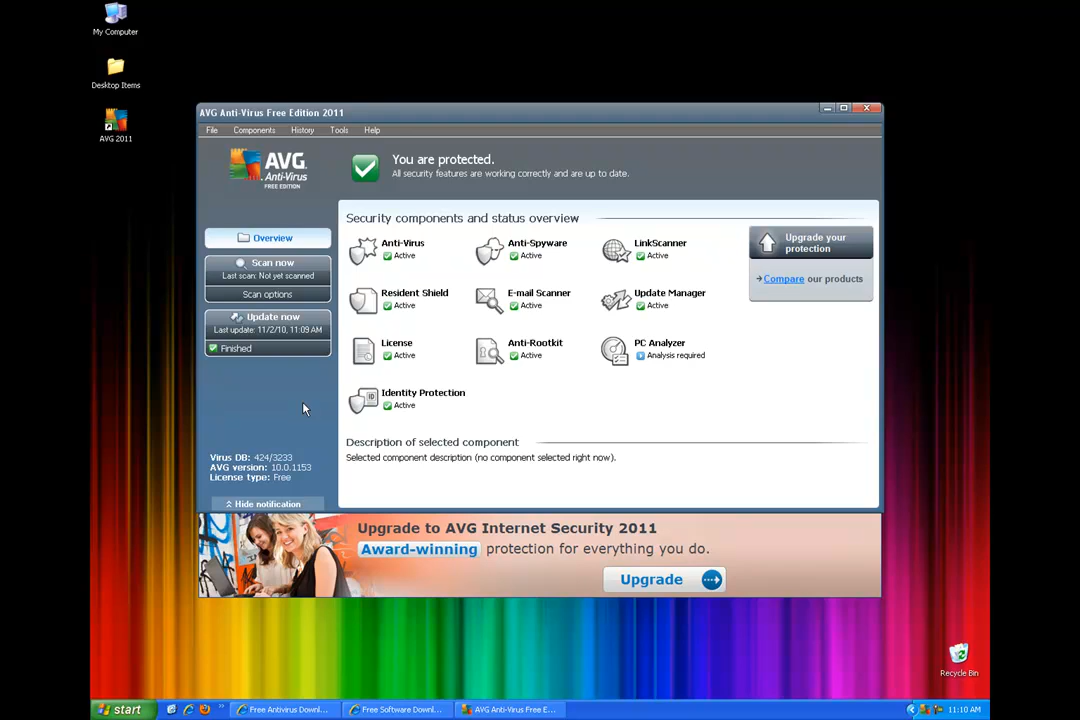 My Computer
Desktop Items
AVG 2011
AVG Anti-Virus Free Edition 2011
File Components History Tools Help
AVG.
Anti-Virus
FREE EDITION
You are protected.
All security features are working correctly and are up to date.
Overview
Scan now
Last scan: Not yet scanned
Scan options
Update now
Last update: 11/2/10, 11:09 AM
Finished
Virus DB: 424/3233
AVG version: 10.0.1153
License type: Free
Hide notification
Security components and status overview
Anti-Virus
Active
Anti-Spyware
Active
LinkScanner
Active
Resident Shield
Active
E-mail Scanner
Active
Update Manager
Active
License
Active
Anti-Rootkit
Active
PC Analyzer
Analysis required
Identity Protection
Active
Description of selected component
Selected component description (no component selected right now).
Upgrade your
protection
Compare our products
Upgrade to AVG Internet Security 2011
Award-winning protection for everything you do.
Upgrade
Recycle Bin
start
Free Antivirus Downl...
Free Software Downl...
AVG Anti-Virus Free E...
11:10 AM